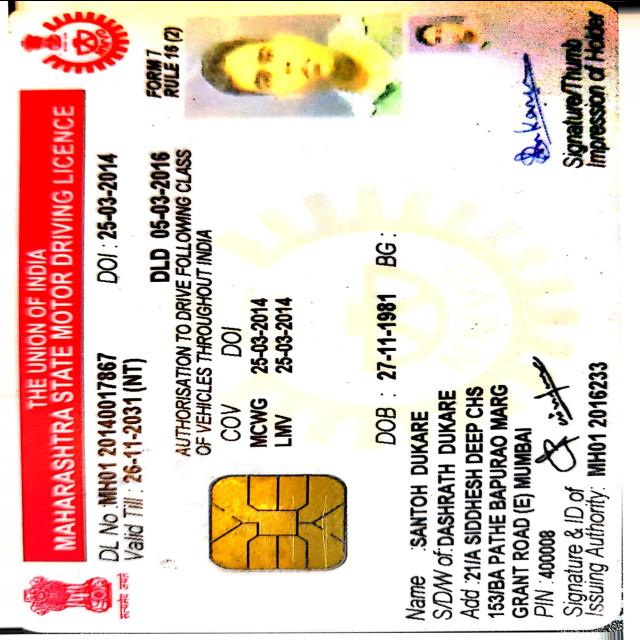 THE UNION OF INDIA
MAHARASHTRA STATE MOTOR DRIVING LICENCE
DL No :MH01 20140017867 DOI : 25-03-2014
Valid Till : 26-11-2031 (NT)
DLD 05-03-2016
FORM 7
RULE 16 (2)
AUTHORISATION TO DRIVE FOLLOWING CLASS
OF VEHICLES THROUGHOUT INDIA
COV DOI
MCWG 25-03-2014
LMV 25-03-2014
DOB : 27-11-1981 BG :
Name :SANTOH DUKARE
S/D/W of:DASHRATH DUKARE
Add :21/A SIDDHESH DEEP CHS
153/BA PATHE BAPURAO MARG
GRANT ROAD (E) MUMBAI
PIN : 400008
Signature & ID of
Issuing Authority: MH01 2016233
Signature/Thumb
Impression of Holder
सत्यमेव जयते